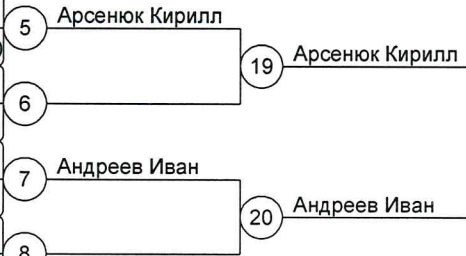 5 Арсенюк Кирилл
19 Арсенюк Кирилл
6
7 Андреев Иван
20 Андреев Иван
8